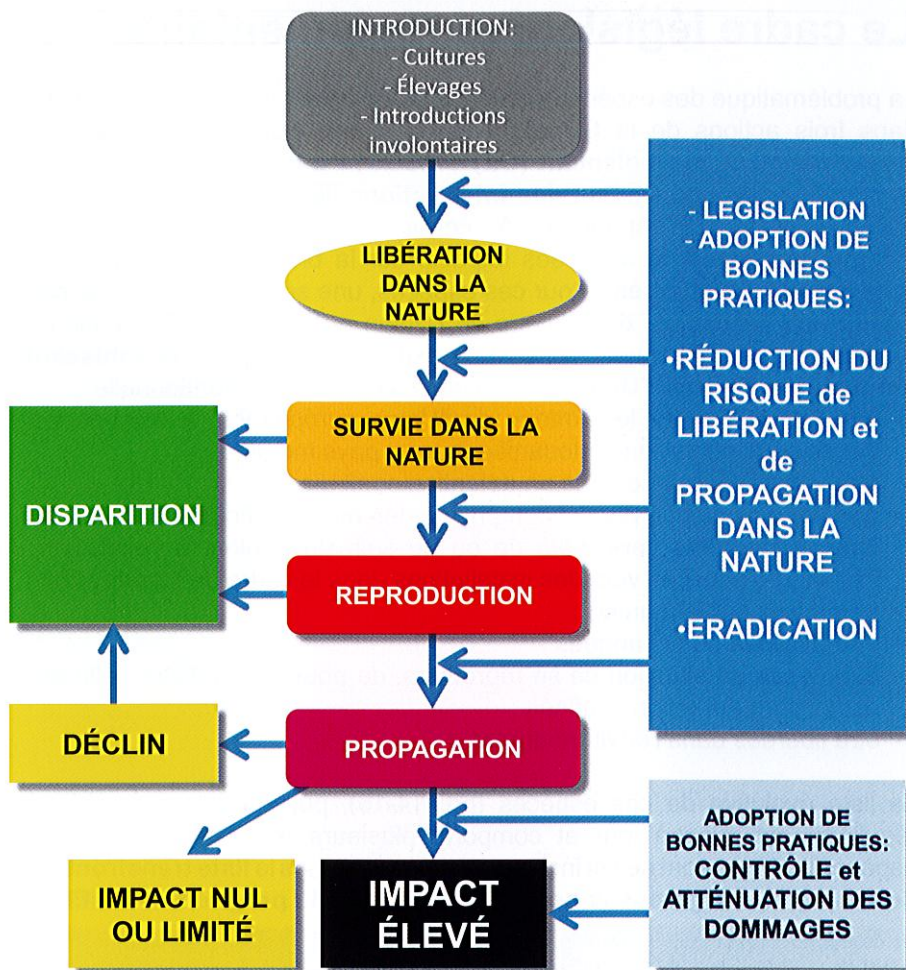 INTRODUCTION:
- Cultures
- Élevages
- Introductions
involontaires
LIBÉRATION
DANS LA
NATURE
SURVIE DANS LA
NATURE
REPRODUCTION
PROPAGATION
DISPARITION
DÉCLIN
IMPACT NUL
OU LIMITÉ
IMPACT
ÉLEVÉ
- LEGISLATION
- ADOPTION DE
BONNES
PRATIQUES:
•RÉDUCTION DU
RISQUE de
LIBÉRATION et
de
PROPAGATION
DANS LA
NATURE
•ERADICATION
ADOPTION DE
BONNES PRATIQUES:
CONTRÔLE et
ATTÉNUATION DES
DOMMAGES